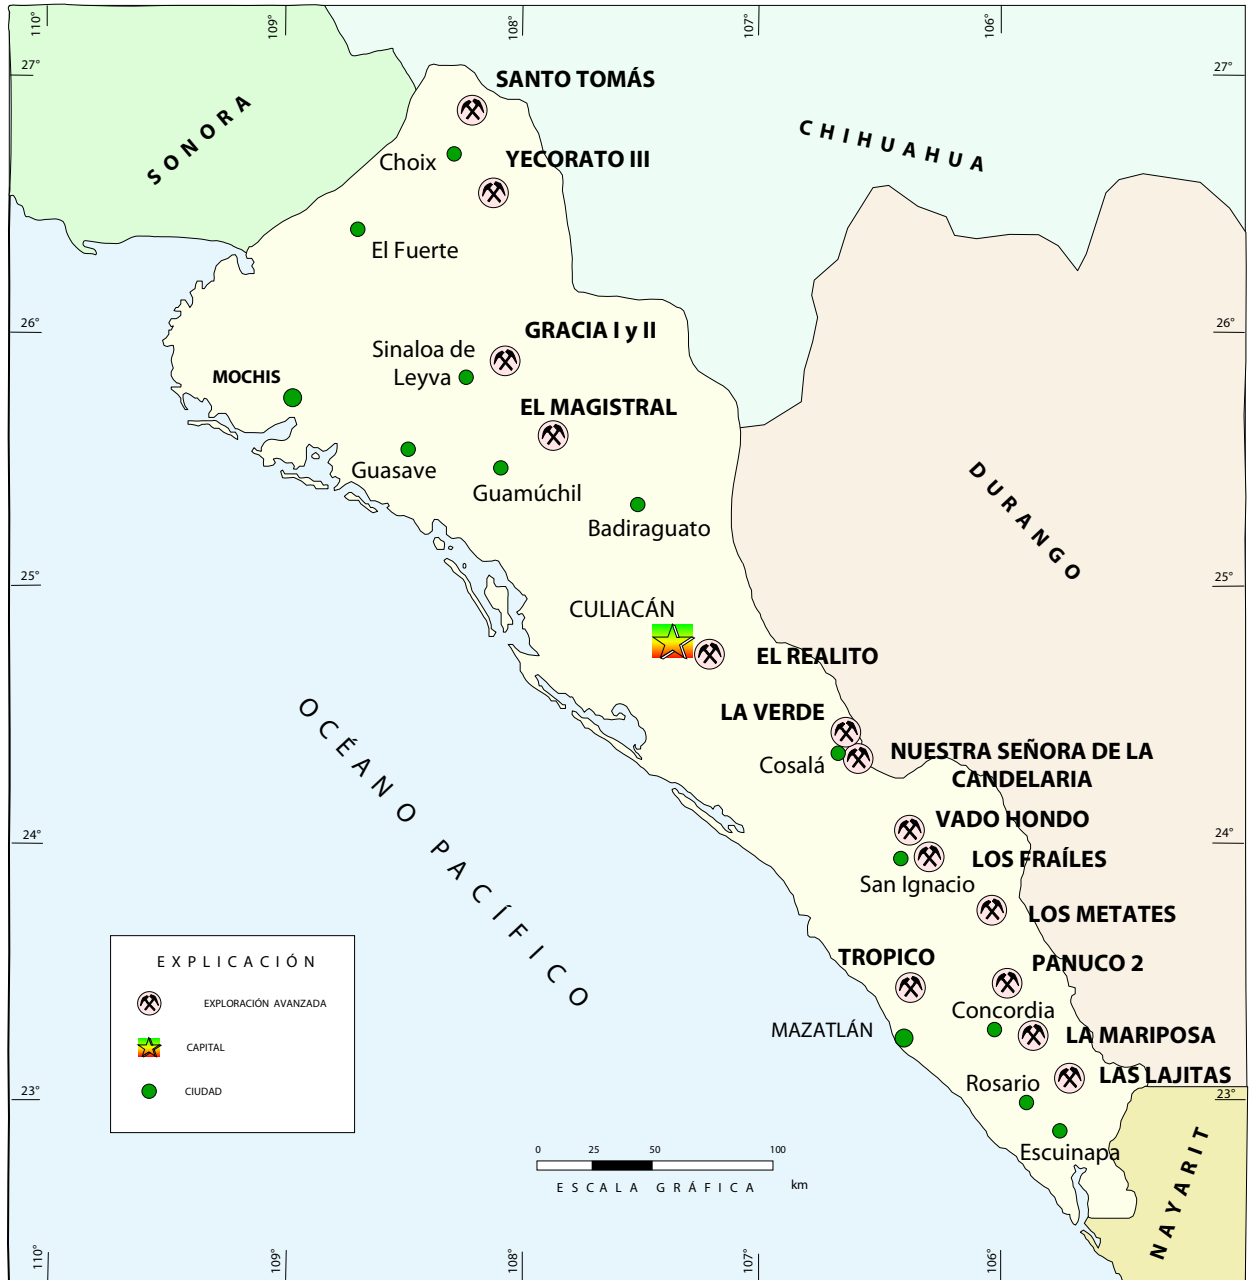 110°
109°
108°
107°
106°
27°
27°
SANTO TOMÁS
SONORA
CHIHUAHUA
Choix
YECORATO III
El Fuerte
26°
26°
GRACIA I y II
Sinaloa de
Leyva
MOCHIS
EL MAGISTRAL
Guasave
Guamúchil
Badiraguato
DURANGO
25°
25°
CULIACÁN
EL REALITO
LA VERDE
Cosalá
NUESTRA SEÑORA DE LA
CANDELARIA
OCÉANO PACÍFICO
VADO HONDO
24°
24°
LOS FRAÍLES
San Ignacio
LOS METATES
TROPICO
PANUCO 2
Concordia
MAZATLÁN
LA MARIPOSA
Rosario
LAS LAJITAS
23°
23°
Escuinapa
NAYARIT
EXPLICACIÓN
EXPLORACIÓN AVANZADA
CAPITAL
CIUDAD
0 25 50 100
km
ESCALA GRÁFICA
110°
109°
108°
107°
106°